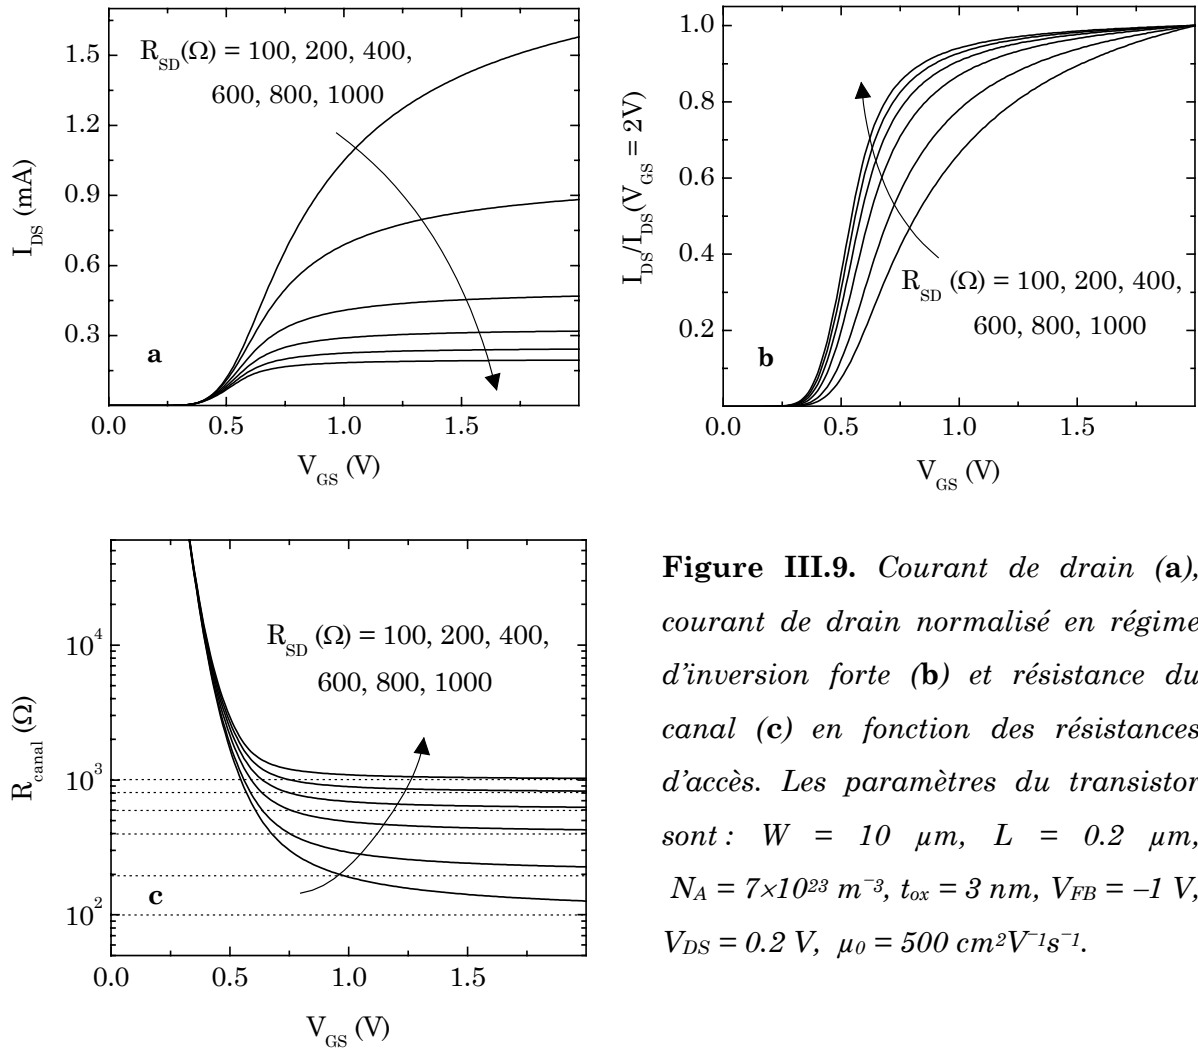 1.5
1.2
0.9
0.6
0.3
I_DS (mA)
R_SD(Ω) = 100, 200, 400,
600, 800, 1000
a
0.0 0.5 1.0 1.5
V_GS (V)
1.0
0.8
0.6
0.4
0.2
I_DS/I_DS(V_GS = 2V)
R_SD (Ω) = 100, 200, 400,
600, 800, 1000
b
0.0 0.5 1.0 1.5
V_GS (V)
10^4
10^3
10^2
R_canal (Ω)
R_SD (Ω) = 100, 200, 400,
600, 800, 1000
c
0.0 0.5 1.0 1.5
V_GS (V)
Figure III.9. Courant de drain (a),
courant de drain normalisé en régime
d'inversion forte (b) et résistance du
canal (c) en fonction des résistances
d'accès. Les paramètres du transistor
sont : W = 10 µm, L = 0.2 µm,
N_A = 7×10^23 m^−3, t_ox = 3 nm, V_FB = –1 V,
V_DS = 0.2 V, µ_0 = 500 cm^2V^−1s^−1.